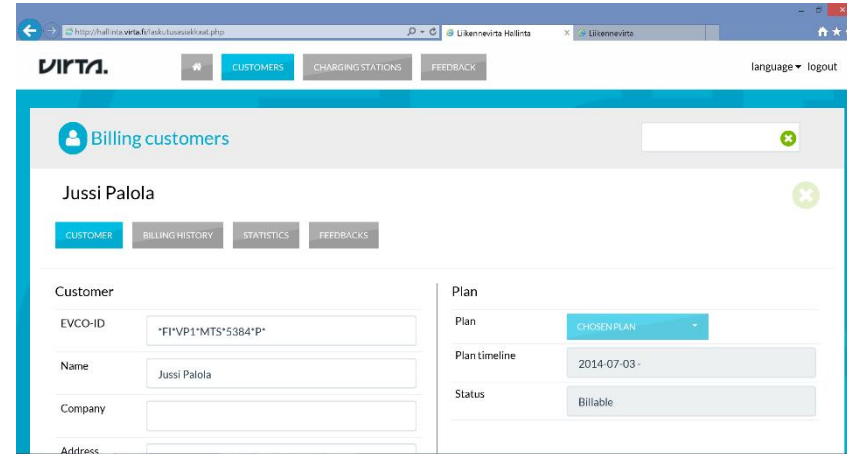 http://hallinta.virta.fi/laskutusasiakkaat.php
Liikennevirta Hallinta
Liikennevirta
VIRTA.
CUSTOMERS
CHARGING STATIONS
FEEDBACK
language
logout
Billing customers
Jussi Palola
CUSTOMER
BILLING HISTORY
STATISTICS
FEEDBACKS
Customer
EVCO-ID
*FI*VP1*MTS*5384*P*
Name
Jussi Palola
Company
Address
Plan
Plan
CHOSEN PLAN
Plan timeline
2014-07-03 -
Status
Billable